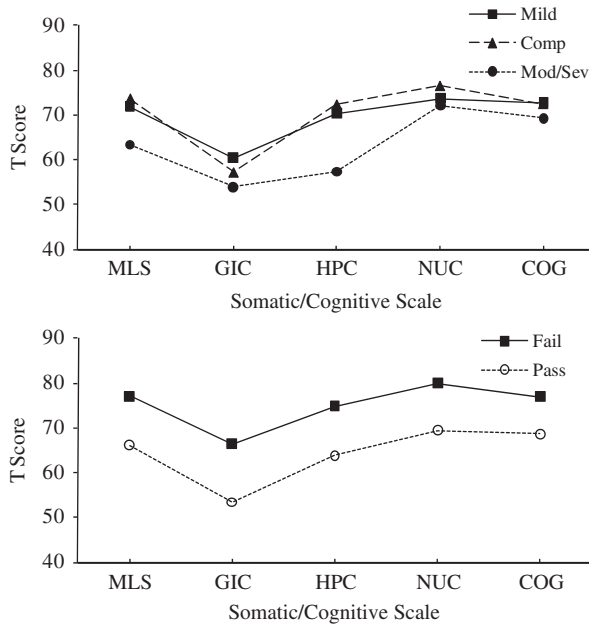 90
80
70
60
50
40
T Score
Mild
Comp
Mod/Sev
MLS GIC HPC NUC COG
Somatic/Cognitive Scale
90
80
70
60
50
40
T Score
Fail
Pass
MLS GIC HPC NUC COG
Somatic/Cognitive Scale